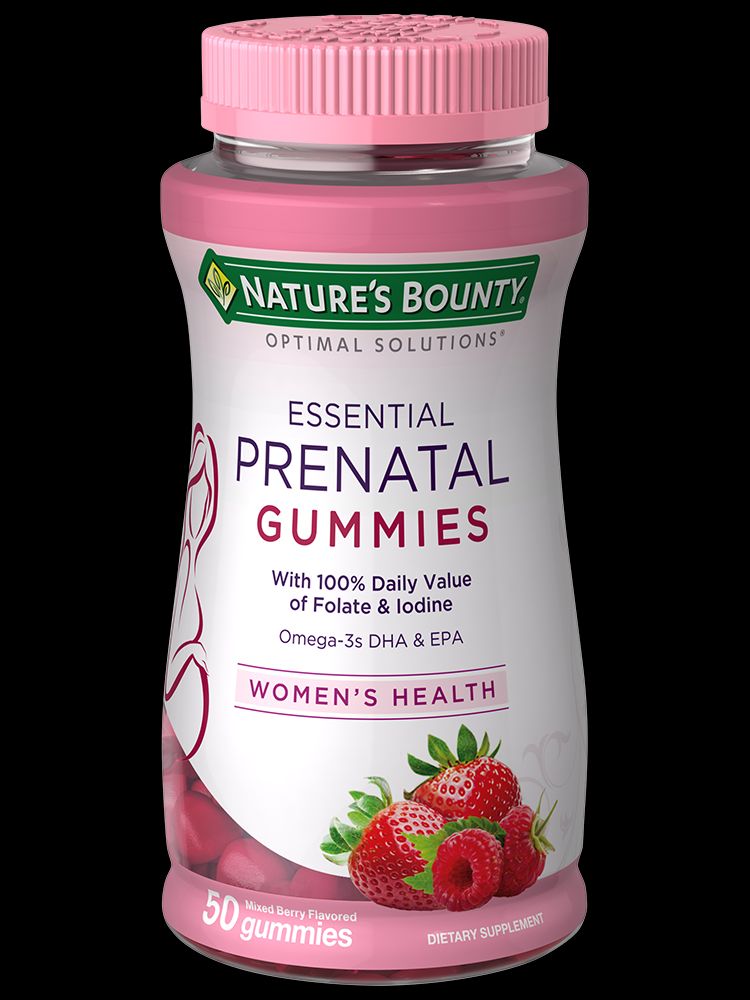 NATURE'S BOUNTY®
OPTIMAL SOLUTIONS®
ESSENTIAL
PRENATAL
GUMMIES
With 100% Daily Value
of Folate & Iodine
Omega-3s DHA & EPA
WOMEN'S HEALTH
50 Mixed Berry Flavored
gummies
DIETARY SUPPLEMENT